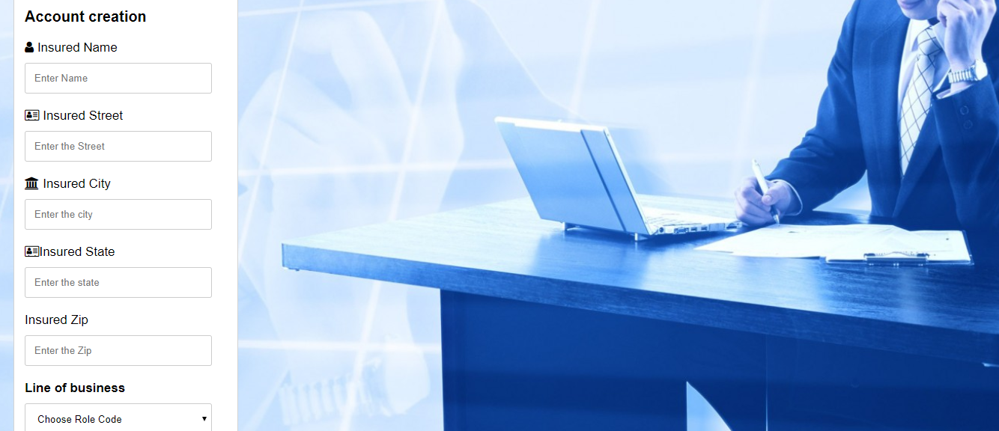 Account creation
Insured Name
Enter Name
Insured Street
Enter the Street
Insured City
Enter the city
Insured State
Enter the state
Insured Zip
Enter the Zip
Line of business
Choose Role Code